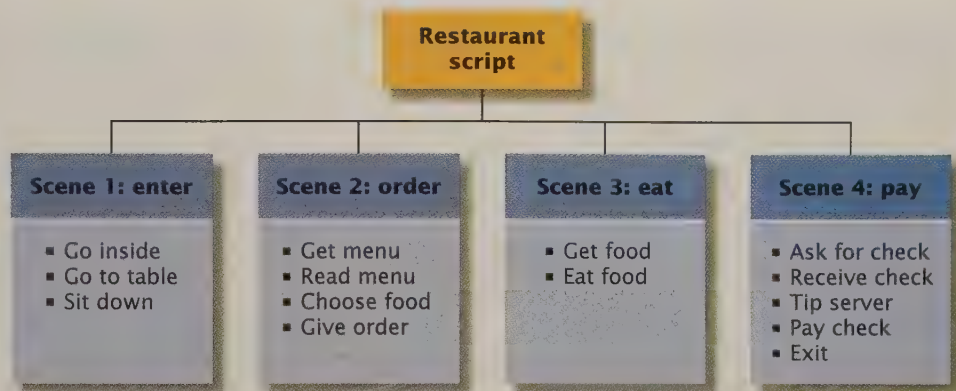 Restaurant
script
Scene 1: enter
▪ Go inside
▪ Go to table
▪ Sit down
Scene 2: order
▪ Get menu
▪ Read menu
▪ Choose food
▪ Give order
Scene 3: eat
▪ Get food
▪ Eat food
Scene 4: pay
▪ Ask for check
▪ Receive check
▪ Tip server
▪ Pay check
▪ Exit